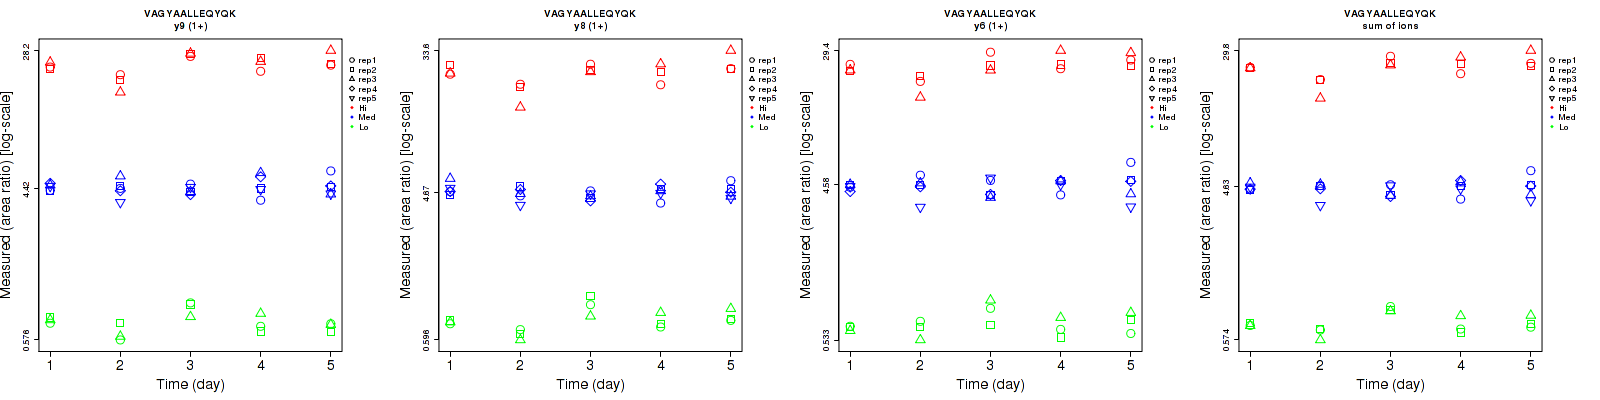 VAGYAALLEQYQK
y9 (1+)
28.2
4.42
0.576
Measured (area ratio) [log-scale]
1 2 3 4 5
Time (day)
rep1
rep2
rep3
rep4
rep5
Hi
Med
Lo
VAGYAALLEQYQK
y8 (1+)
33.6
4.67
0.596
Measured (area ratio) [log-scale]
1 2 3 4 5
Time (day)
rep1
rep2
rep3
rep4
rep5
Hi
Med
Lo
VAGYAALLEQYQK
y6 (1+)
29.4
4.56
0.533
Measured (area ratio) [log-scale]
1 2 3 4 5
Time (day)
rep1
rep2
rep3
rep4
rep5
Hi
Med
Lo
VAGYAALLEQYQK
sum of ions
29.8
4.63
0.574
Measured (area ratio) [log-scale]
1 2 3 4 5
Time (day)
rep1
rep2
rep3
rep4
rep5
Hi
Med
Lo